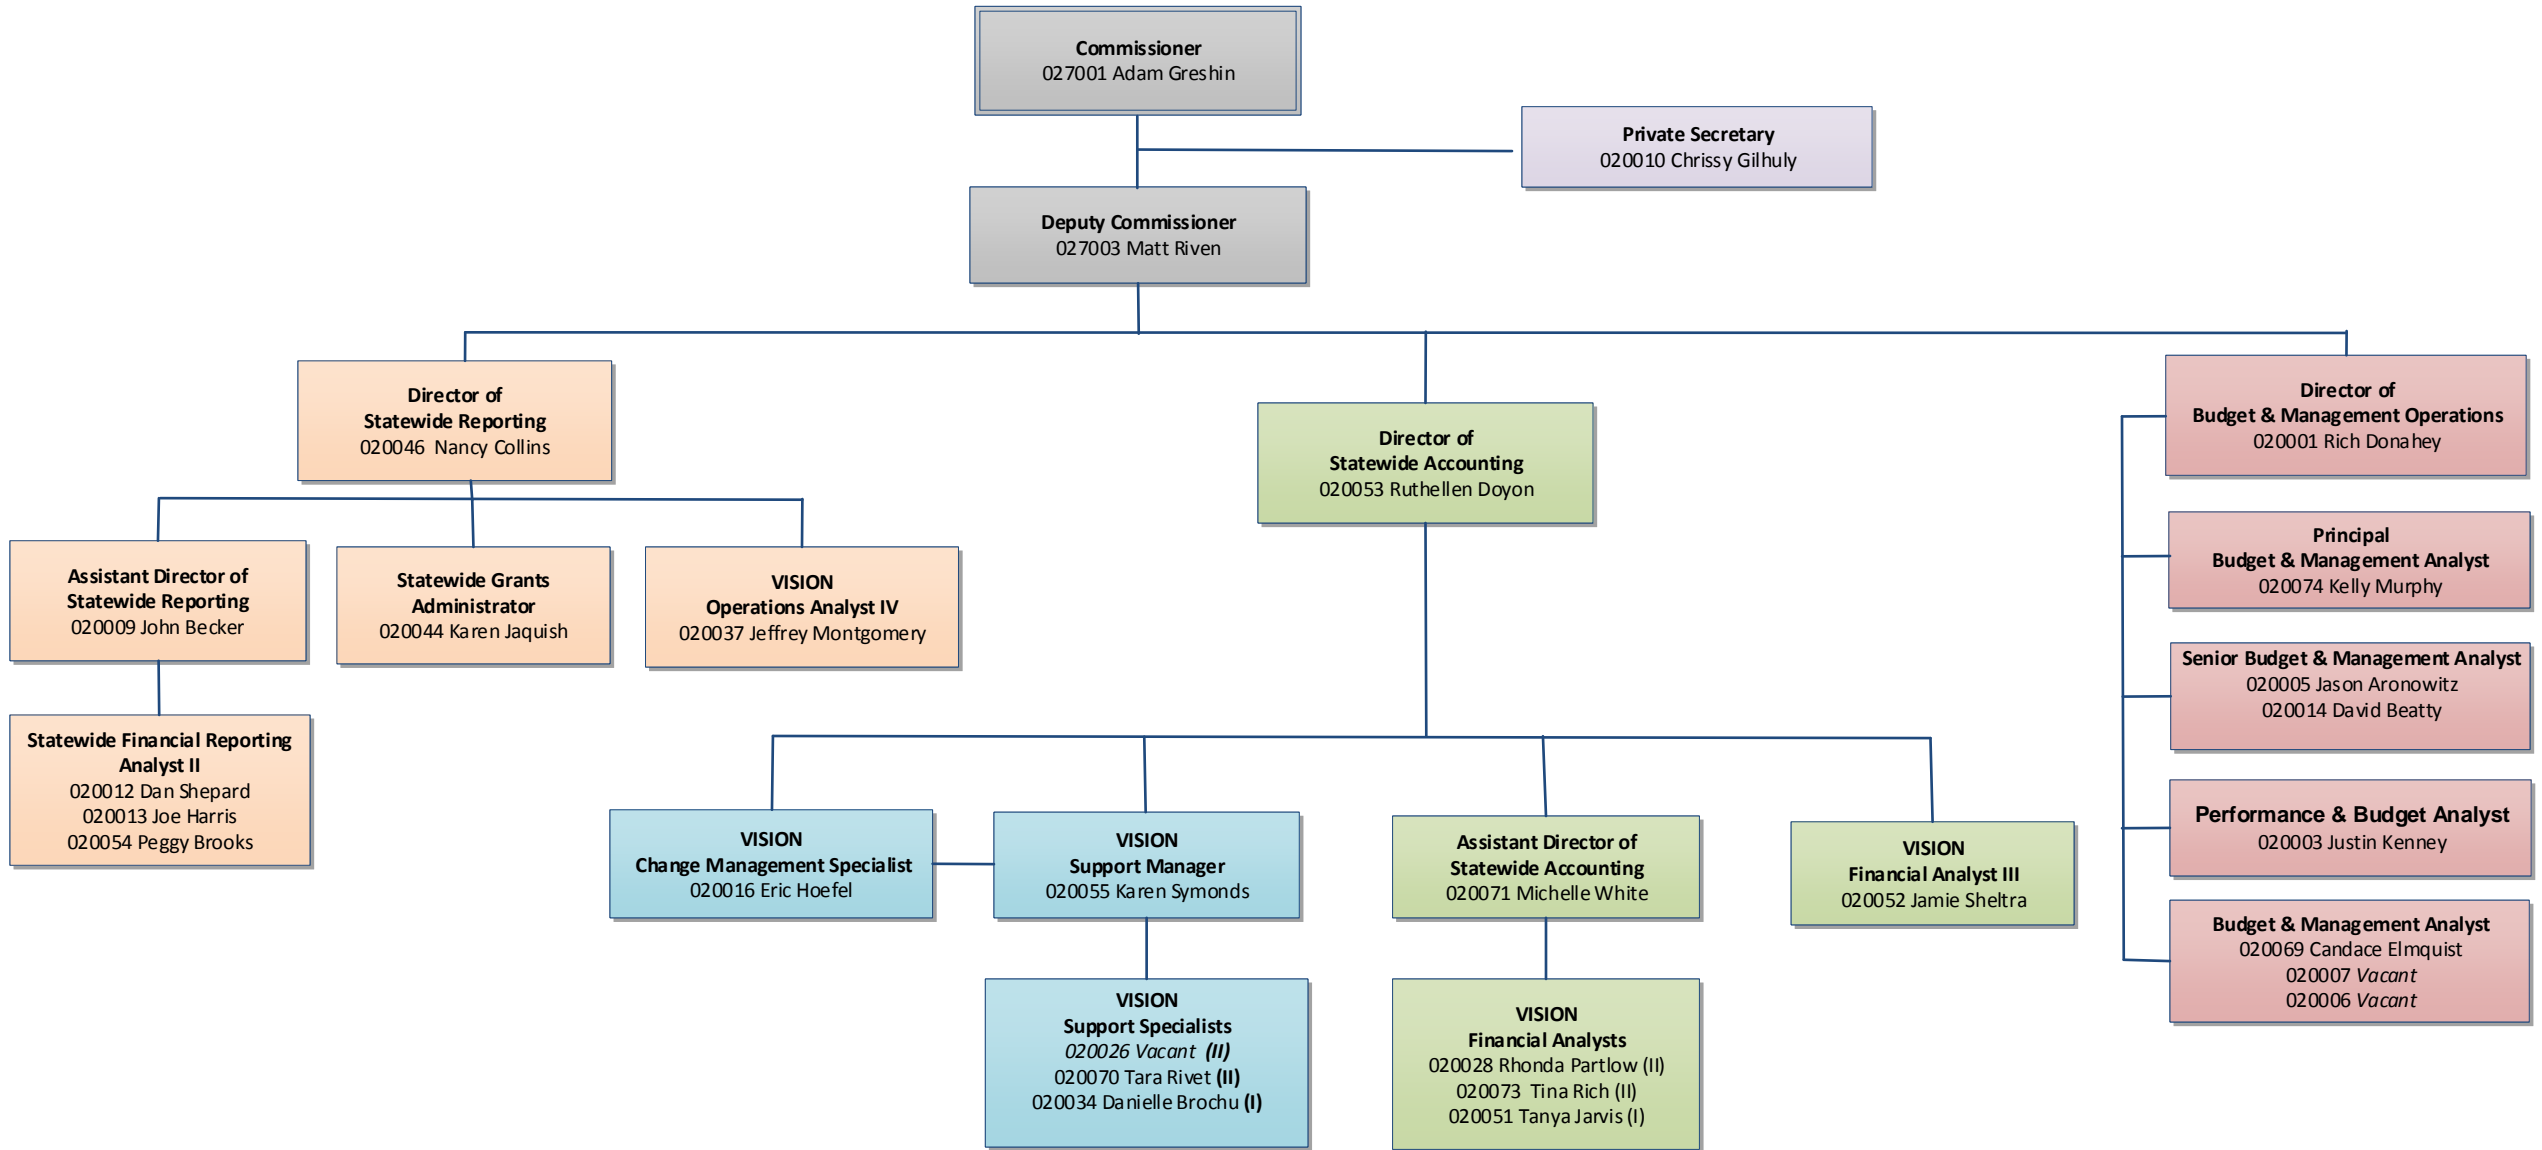 Commissioner
027001 Adam Greshin
Private Secretary
020010 Chrissy Gilhuly
Deputy Commissioner
027003 Matt Riven
Director of
Statewide Reporting
020046 Nancy Collins
Director of
Statewide Accounting
020053 Ruthellen Doyon
Director of
Budget & Management Operations
020001 Rich Donahey
Assistant Director of
Statewide Reporting
020009 John Becker
Statewide Grants
Administrator
020044 Karen Jaquish
VISION
Operations Analyst IV
020037 Jeffrey Montgomery
Statewide Financial Reporting
Analyst II
020012 Dan Shepard
020013 Joe Harris
020054 Peggy Brooks
VISION
Change Management Specialist
020016 Eric Hoefel
VISION
Support Manager
020055 Karen Symonds
Assistant Director of
Statewide Accounting
020071 Michelle White
VISION
Financial Analyst III
020052 Jamie Sheltra
VISION
Support Specialists
020026 Vacant (II)
020070 Tara Rivet (II)
020034 Danielle Brochu (I)
VISION
Financial Analysts
020028 Rhonda Partlow (II)
020073 Tina Rich (II)
020051 Tanya Jarvis (I)
Principal
Budget & Management Analyst
020074 Kelly Murphy
Senior Budget & Management Analyst
020005 Jason Aronowitz
020014 David Beatty
Performance & Budget Analyst
020003 Justin Kenney
Budget & Management Analyst
020069 Candace Elmquist
020007 Vacant
020006 Vacant